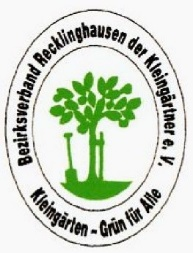 Bezirksverband Recklinghausen der Kleingärtner e. V.
Kleingärten - Grün für Alle